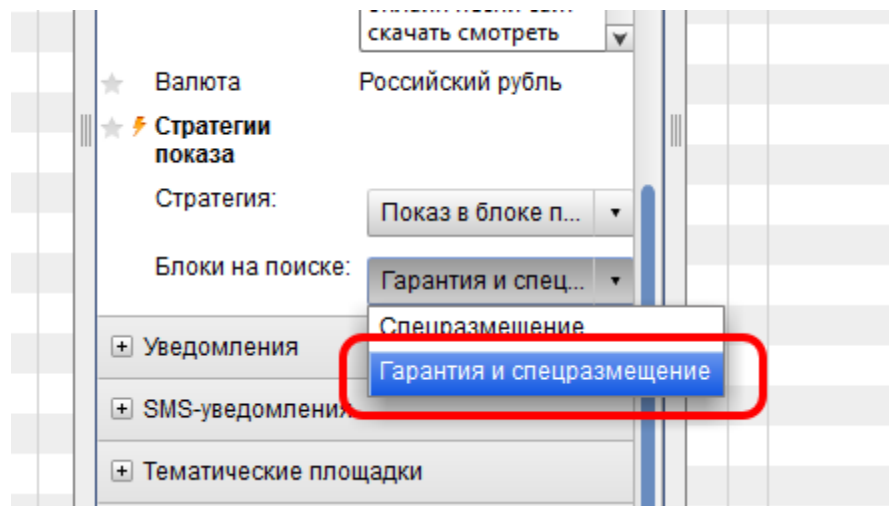 скачать смотреть
Валюта Российский рубль
Стратегии
показа
Стратегия: Показ в блоке п...
Блоки на поиске: Гарантия и спец...
Спецразмещение
Гарантия и спецразмещение
Уведомления
SMS-уведомления
Тематические площадки